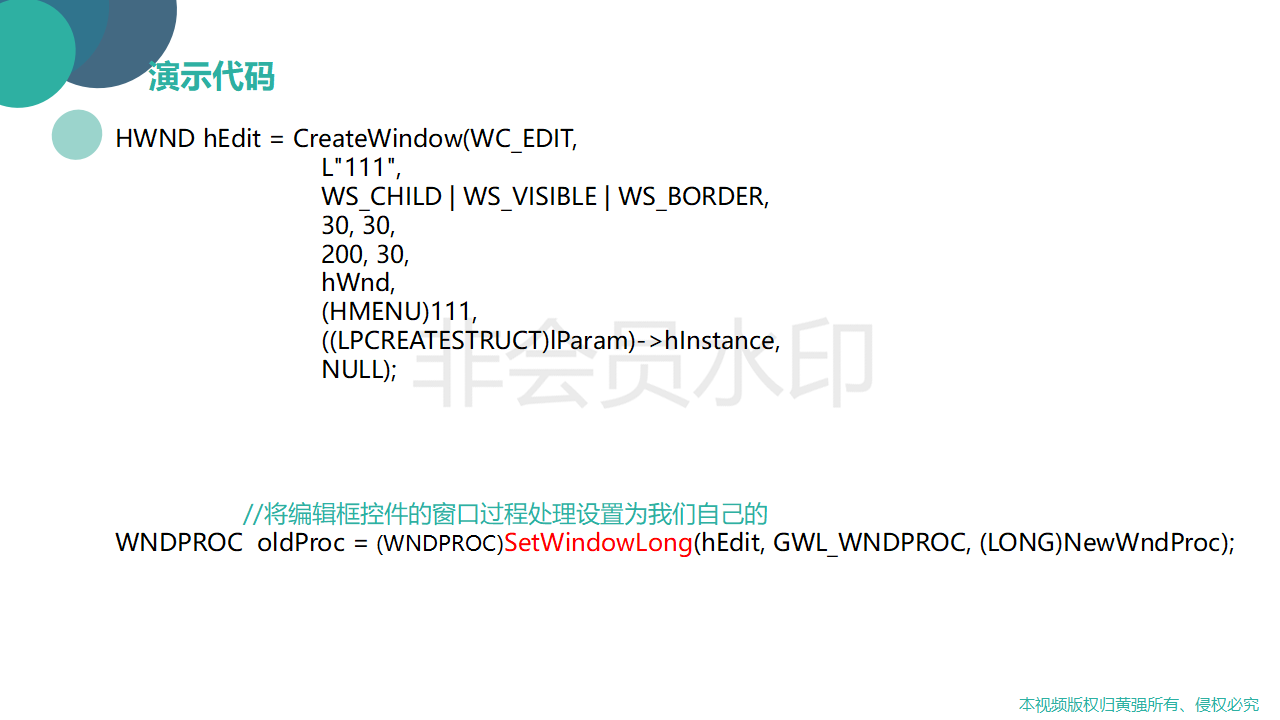 演示代码
HWND hEdit = CreateWindow(WC_EDIT,
L"111",
WS_CHILD | WS_VISIBLE | WS_BORDER,
30, 30,
200, 30,
hWnd,
(HMENU)111,
((LPCREATESTRUCT)lParam)->hInstance,
NULL);
非会员水印
//将编辑框控件的窗口过程处理设置为我们自己的
WNDPROC  oldProc = (WNDPROC)SetWindowLong(hEdit, GWL_WNDPROC, (LONG)NewWndProc);
本视频版权归黄强所有、侵权必究